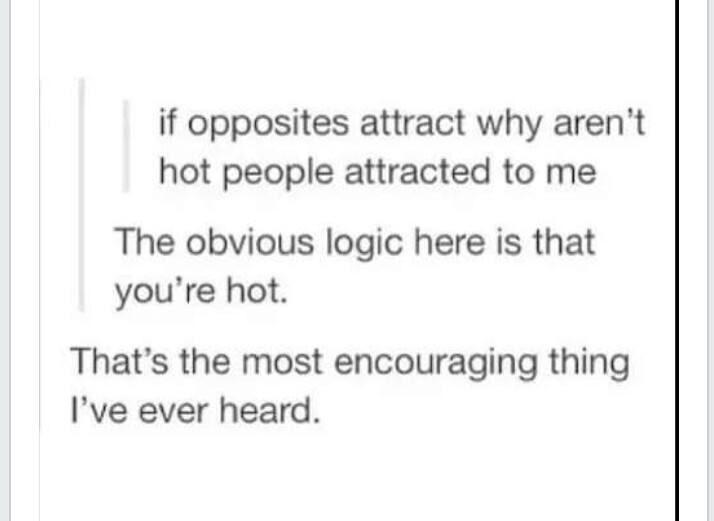 if opposites attract why aren't
hot people attracted to me
The obvious logic here is that
you're hot.
That's the most encouraging thing
I've ever heard.